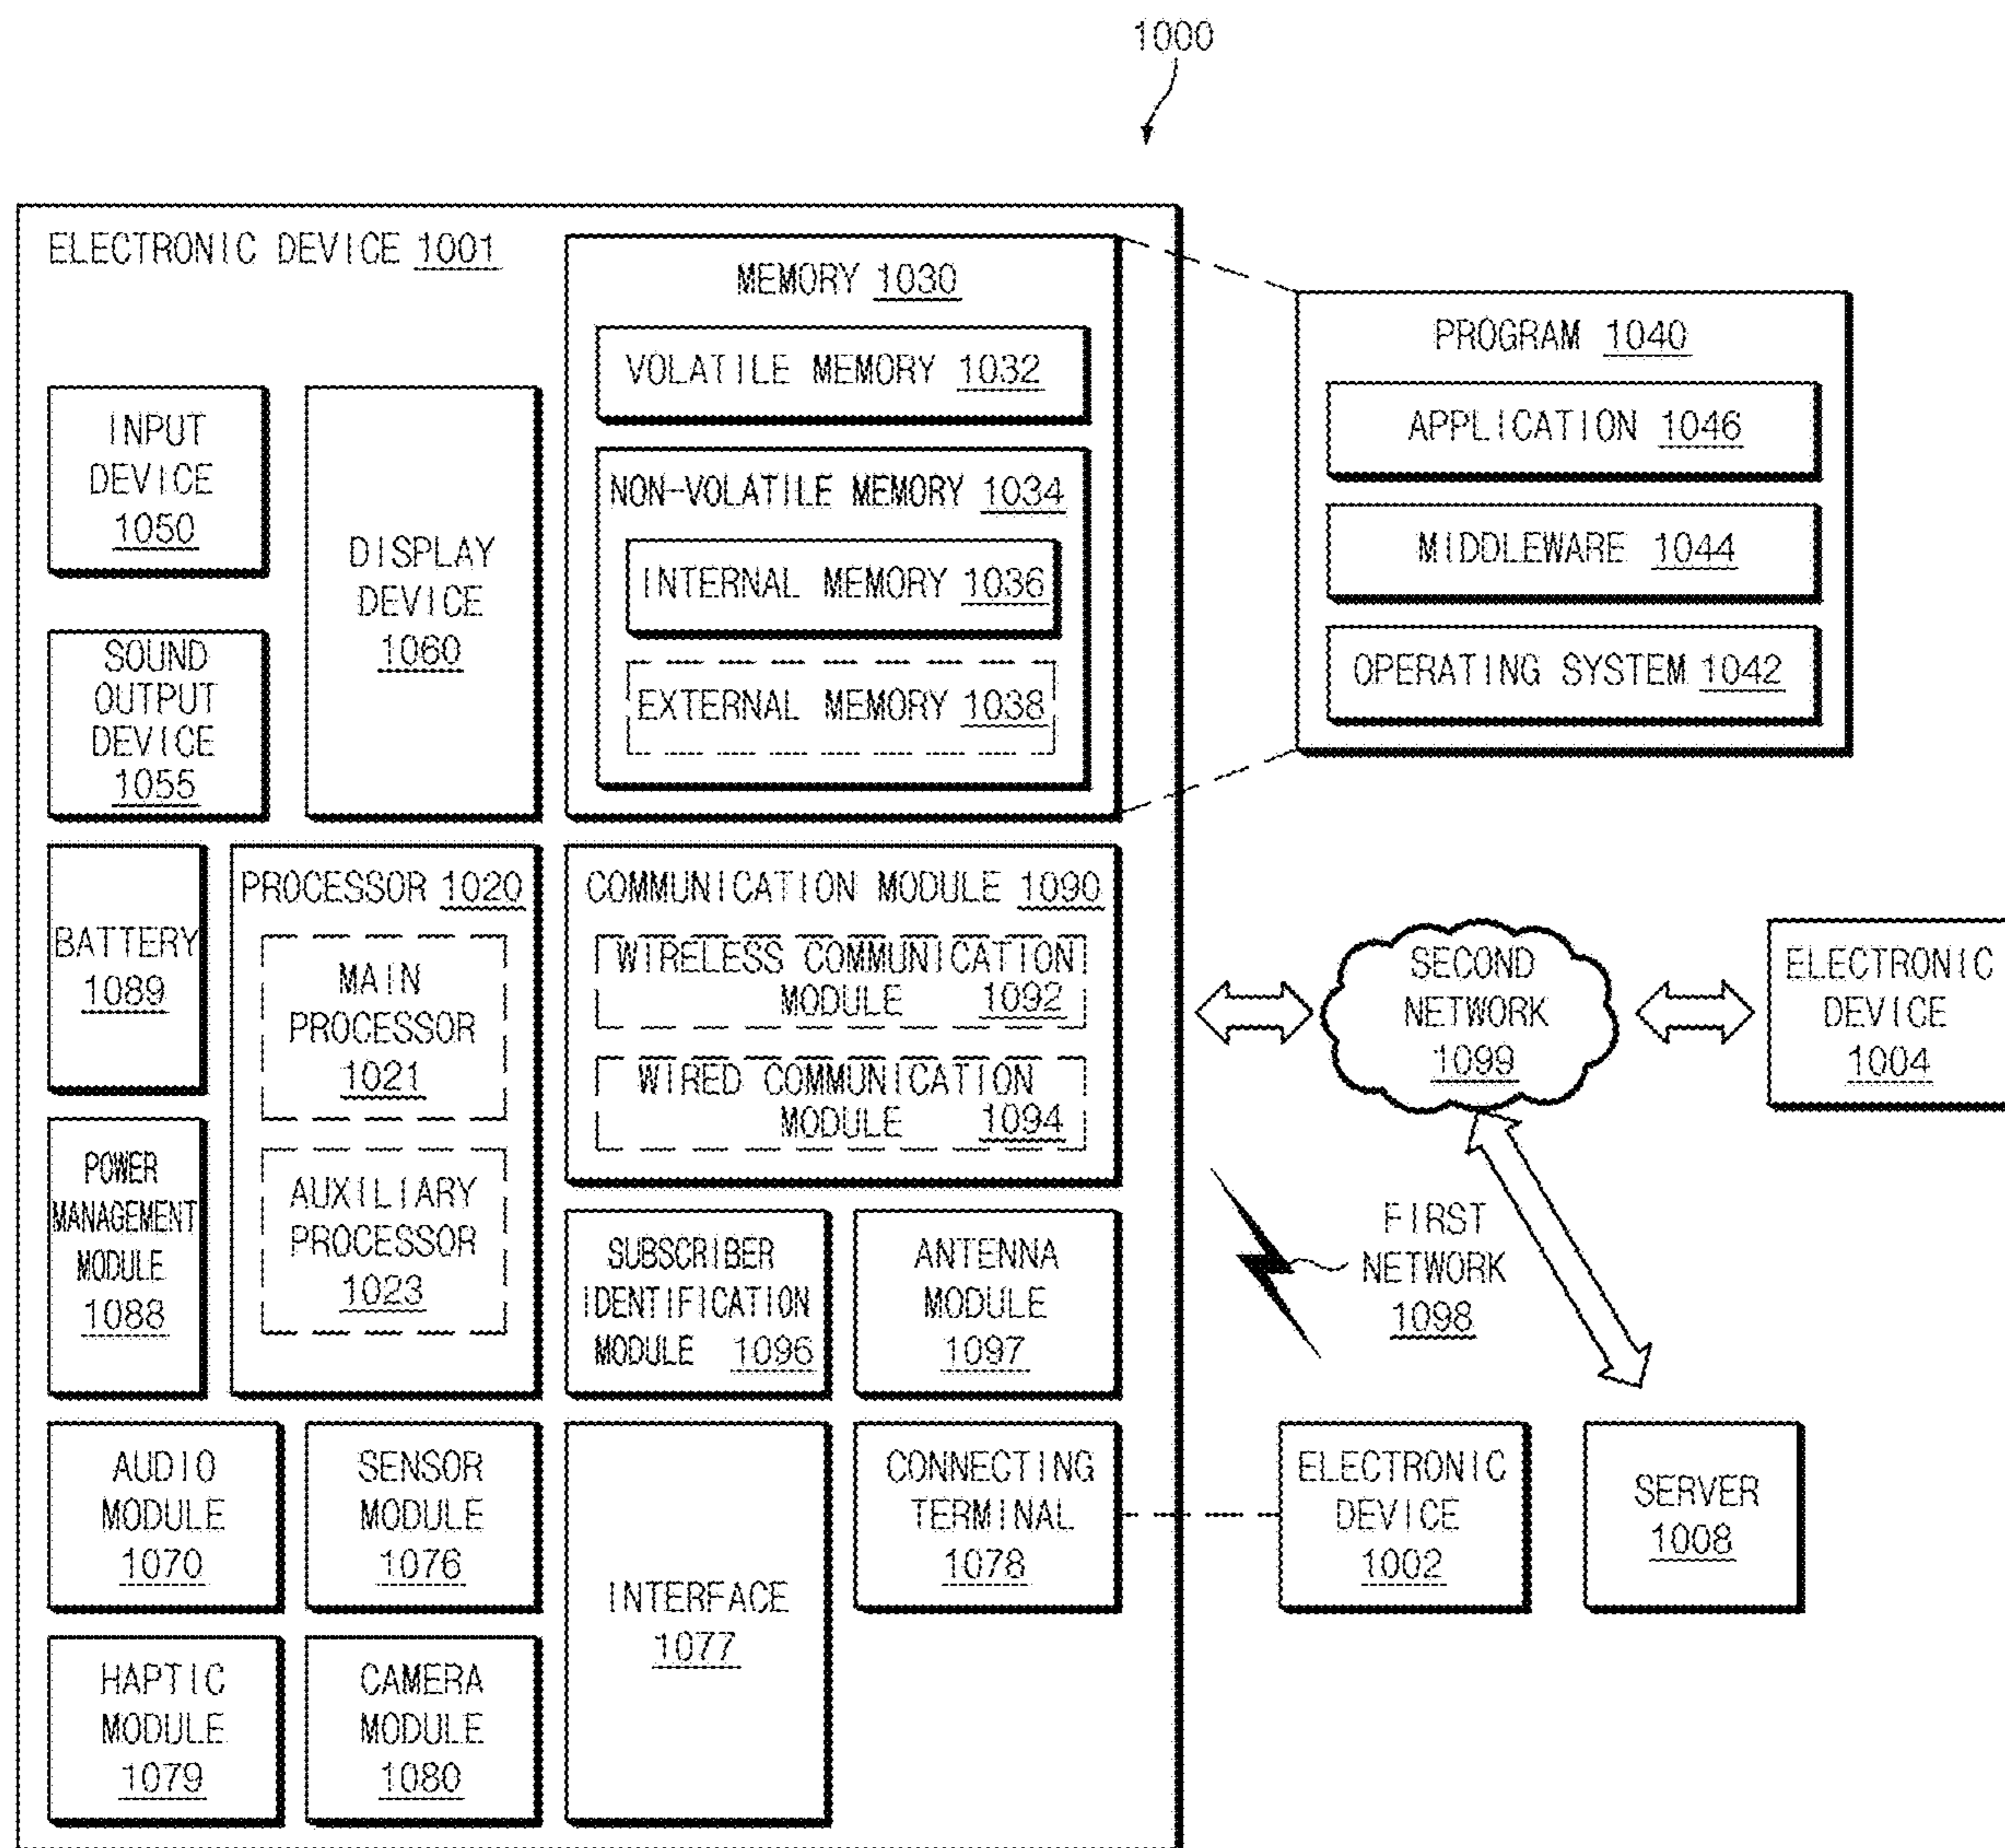 1000
ELECTRONIC DEVICE 1001
MEMORY 1030
VOLATILE MEMORY 1032
NON-VOLATILE MEMORY 1034
INTERNAL MEMORY 1036
EXTERNAL MEMORY 1038
PROGRAM 1040
APPLICATION 1046
MIDDLEWARE 1044
OPERATING SYSTEM 1042
INPUT
DEVICE
1050
DISPLAY
DEVICE
1060
SOUND
OUTPUT
DEVICE
1055
BATTERY
1089
PROCESSOR 1020
MAIN
PROCESSOR
1021
AUXILIARY
PROCESSOR
1023
POWER
MANAGEMENT
MODULE
1088
COMMUNICATION MODULE 1090
WIRELESS COMMUNICATION
MODULE 1092
WIRED COMMUNICATION
MODULE 1094
SUBSCRIBER
IDENTIFICATION
MODULE 1096
ANTENNA
MODULE
1097
SECOND
NETWORK
1099
ELECTRONIC
DEVICE
1004
FIRST
NETWORK
1098
AUDIO
MODULE
1070
SENSOR
MODULE
1076
INTERFACE
1077
CONNECTING
TERMINAL
1078
ELECTRONIC
DEVICE
1002
SERVER
1008
HAPTIC
MODULE
1079
CAMERA
MODULE
1080